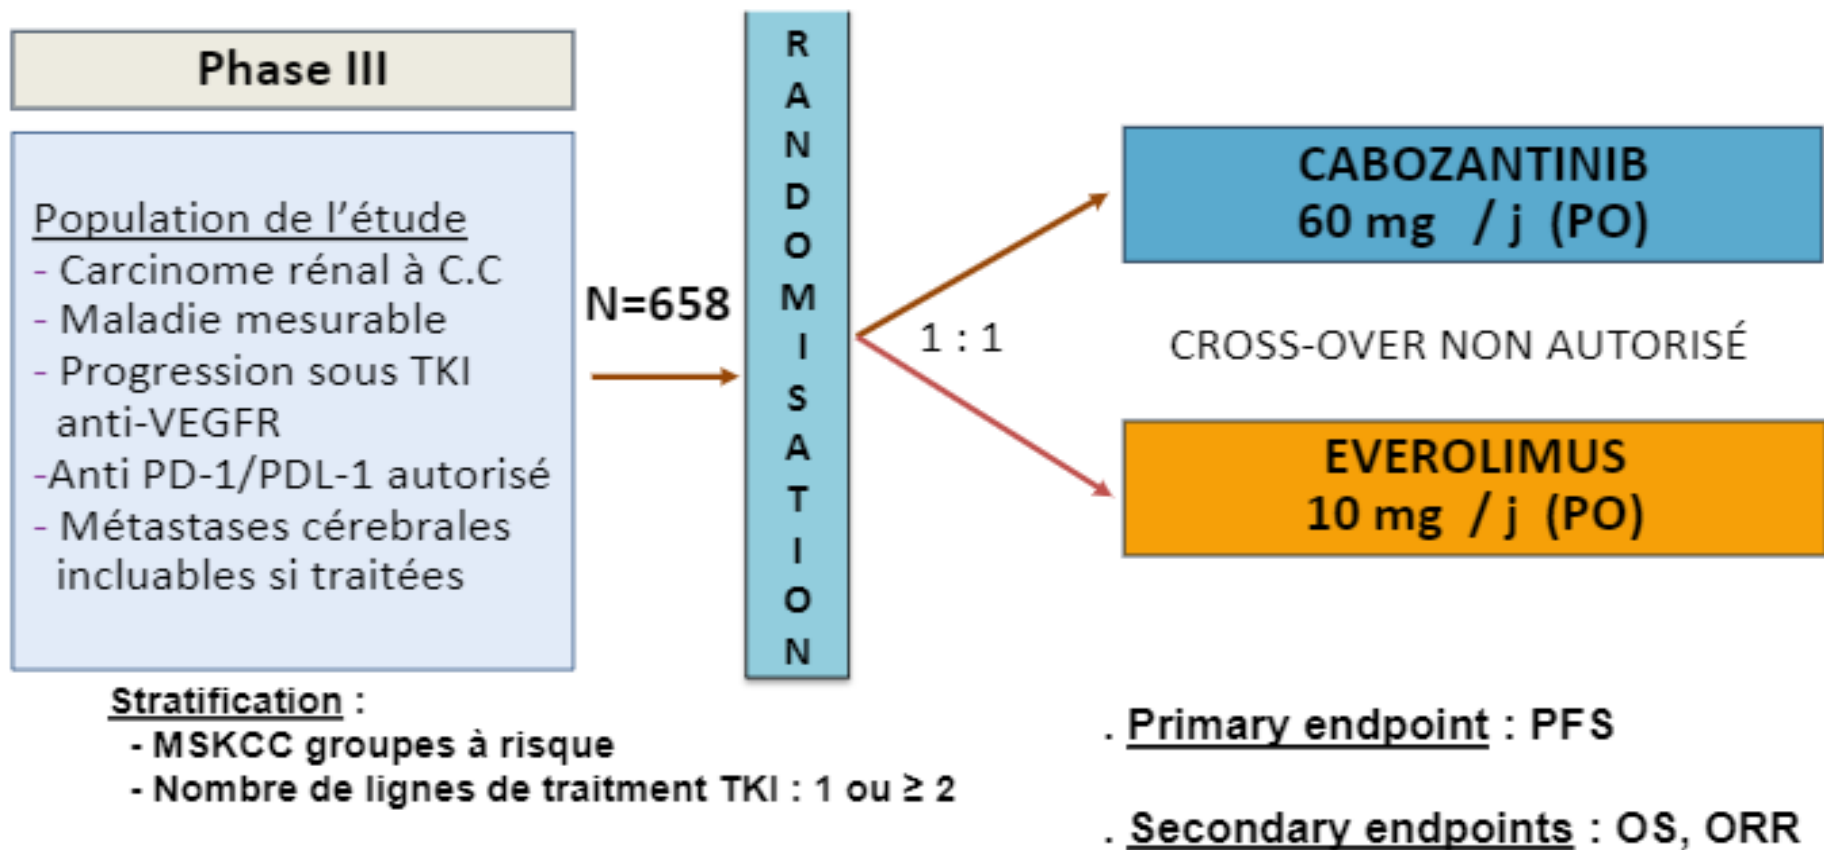 Phase III
Population de l'étude
- Carcinome rénal à C.C
- Maladie mesurable
- Progression sous TKI
anti-VEGFR
-Anti PD-1/PDL-1 autorisé
- Métastases cérébrales
incluables si traitées
N=658
RANDOMISATION
1 : 1
CABOZANTINIB
60 mg / j (PO)
CROSS-OVER NON AUTORISÉ
EVEROLIMUS
10 mg / j (PO)
Stratification :
- MSKCC groupes à risque
- Nombre de lignes de traitment TKI : 1 ou ≥ 2
. Primary endpoint : PFS
. Secondary endpoints : OS, ORR